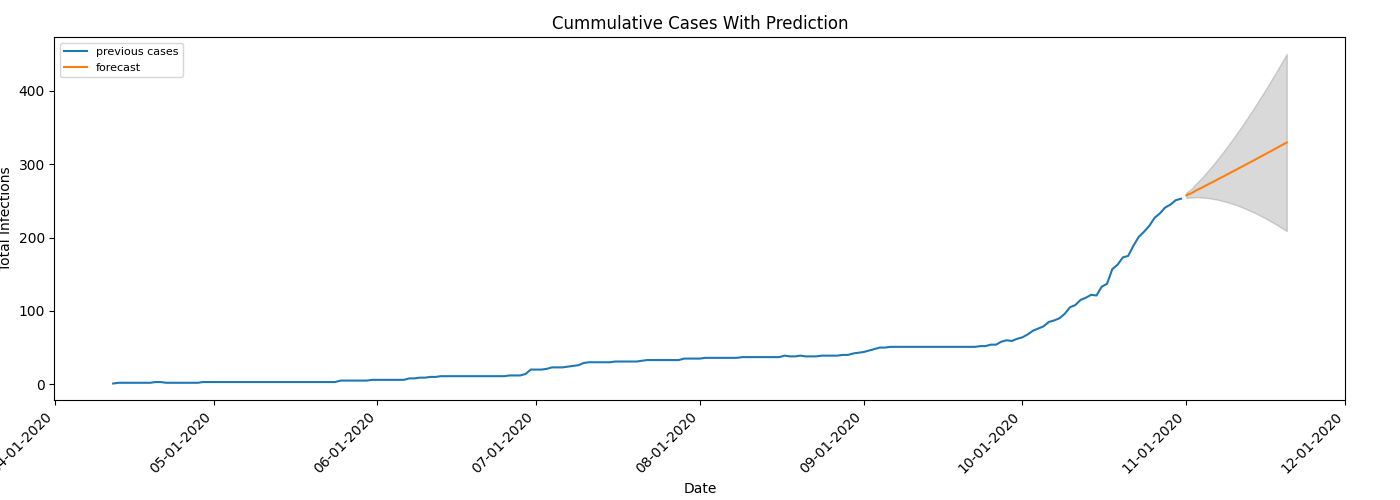 Cummulative Cases With Prediction
previous cases
forecast
Total Infections
400
300
200
100
0
4-01-2020
05-01-2020
06-01-2020
07-01-2020
08-01-2020
09-01-2020
10-01-2020
11-01-2020
12-01-2020
Date